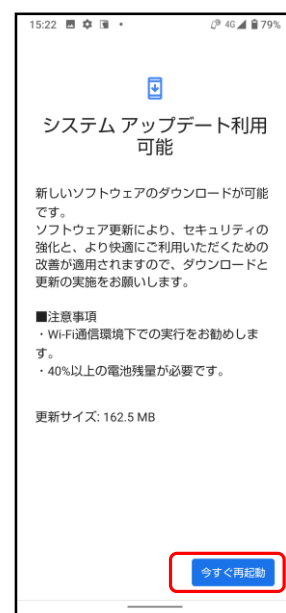 15:22
4G 79%
システム アップデート利用
可能
新しいソフトウェアのダウンロードが可能
です。
ソフトウェア更新により、セキュリティの
強化と、より快適にご利用いただくための
改善が適用されますので、ダウンロードと
更新の実施をお願いします。
■注意事項
・Wi-Fi通信環境下での実行をお勧めしま
す。
・40%以上の電池残量が必要です。
更新サイズ: 162.5 MB
今すぐ再起動